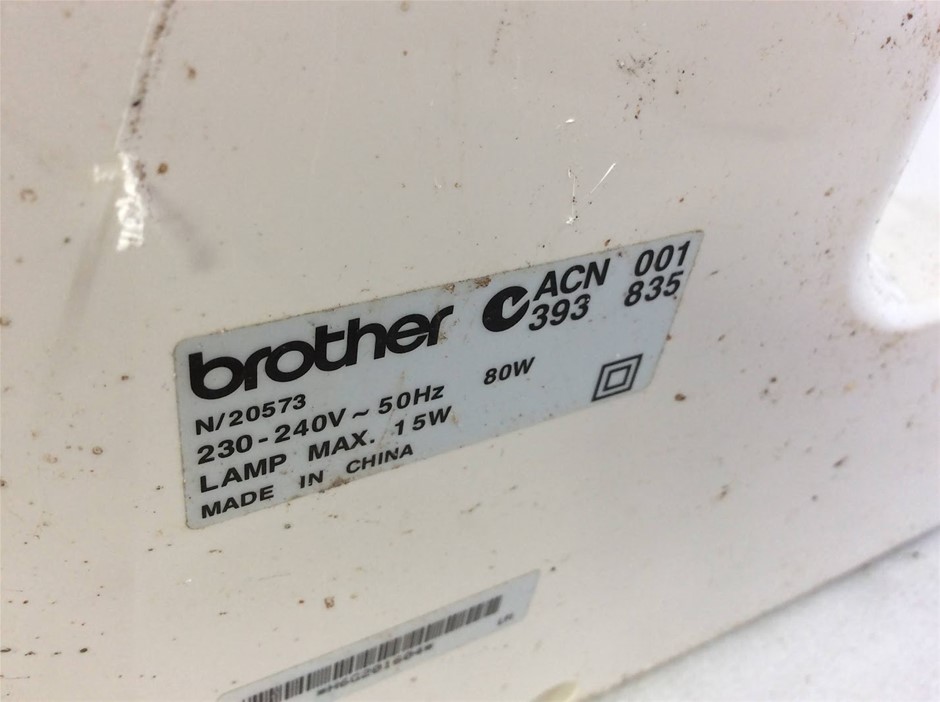 brother ACN 001
393 835
N/20573
230-240V ~ 50Hz 80W
LAMP MAX. 15W
MADE IN CHINA